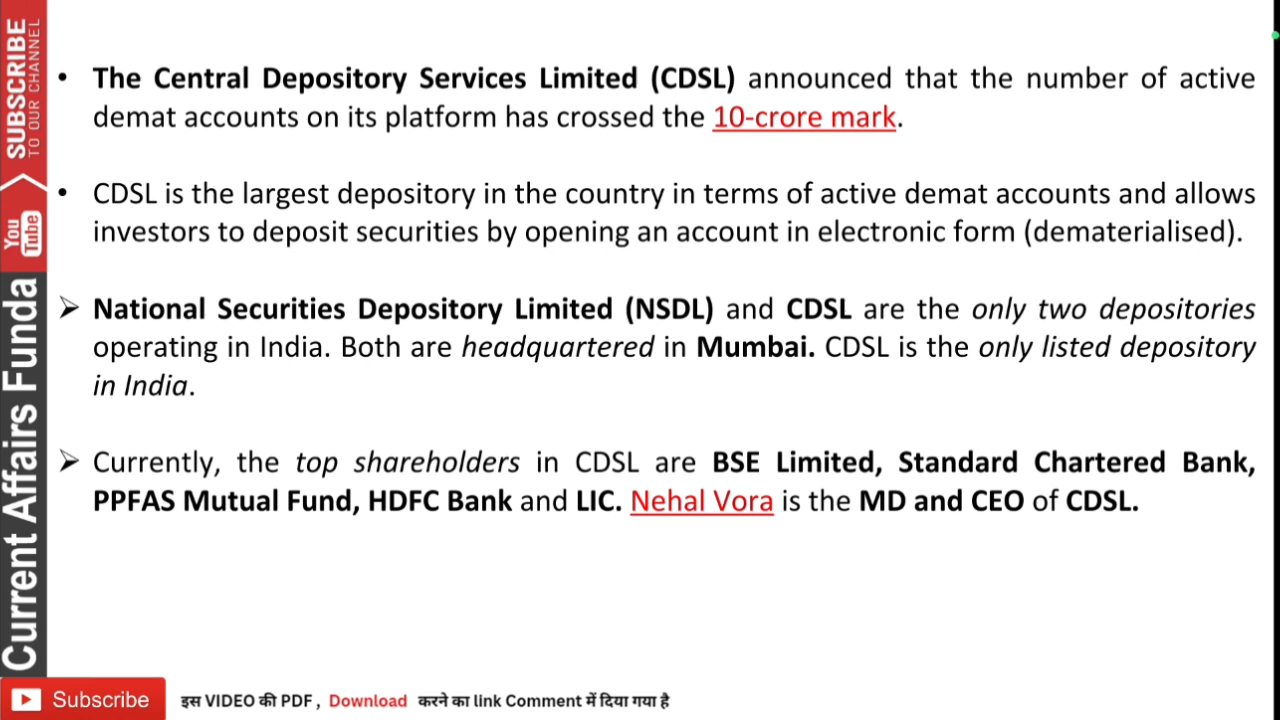 • The Central Depository Services Limited (CDSL) announced that the number of active
demat accounts on its platform has crossed the 10-crore mark.
• CDSL is the largest depository in the country in terms of active demat accounts and allows
investors to deposit securities by opening an account in electronic form (dematerialised).
➢ National Securities Depository Limited (NSDL) and CDSL are the only two depositories
operating in India. Both are headquartered in Mumbai. CDSL is the only listed depository
in India.
➢ Currently, the top shareholders in CDSL are BSE Limited, Standard Chartered Bank,
PPFAS Mutual Fund, HDFC Bank and LIC. Nehal Vora is the MD and CEO of CDSL.
SUBSCRIBE
TO OUR CHANNEL
You
Tube
Current Affairs Funda
Subscribe
इस VIDEO की PDF , Download करने का link Comment में दिया गया है